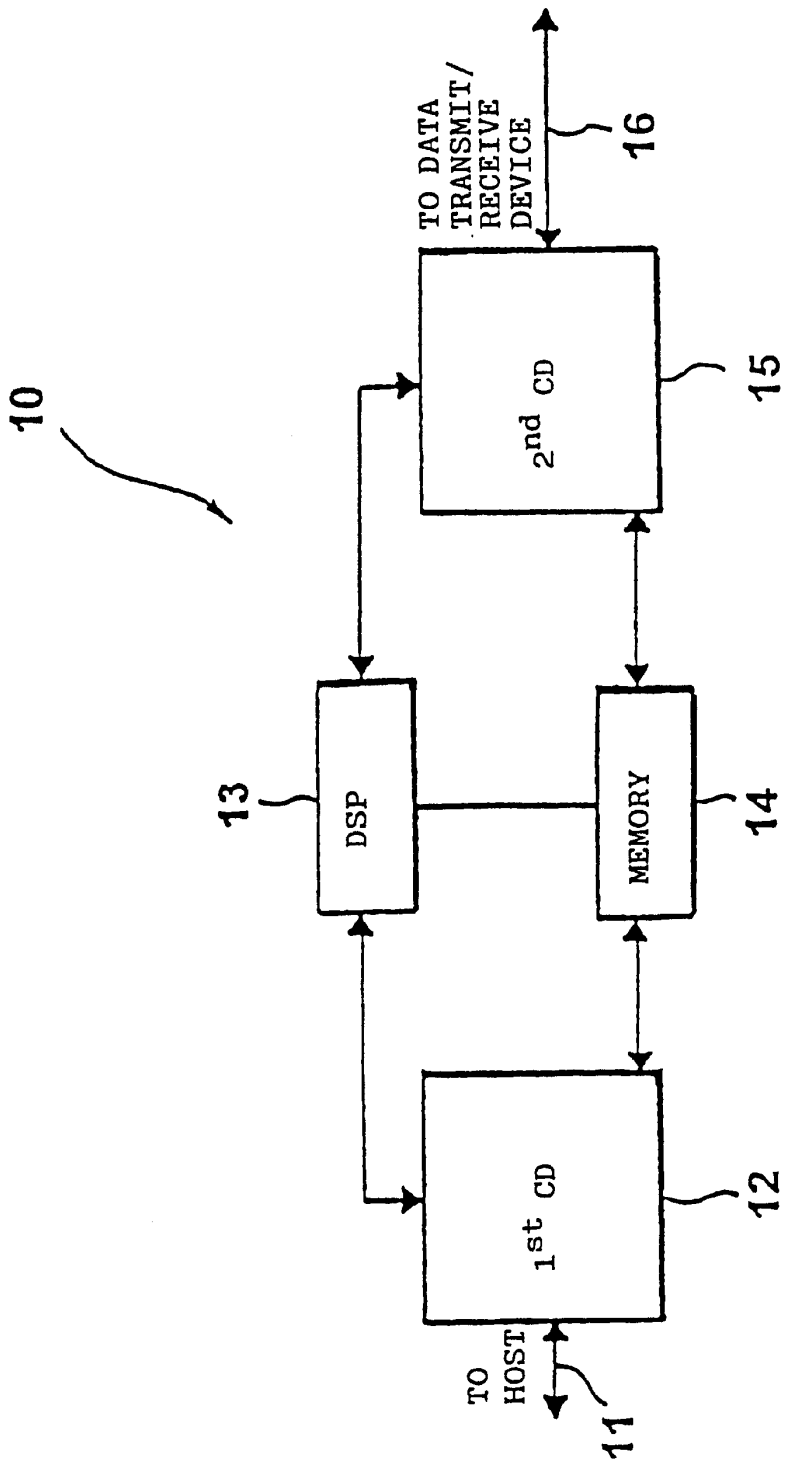 10
13
DSP
TO DATA
TRANSMIT/
RECEIVE
DEVICE
TO
HOST
1st CD
2nd CD
MEMORY
11
12
14
15
16